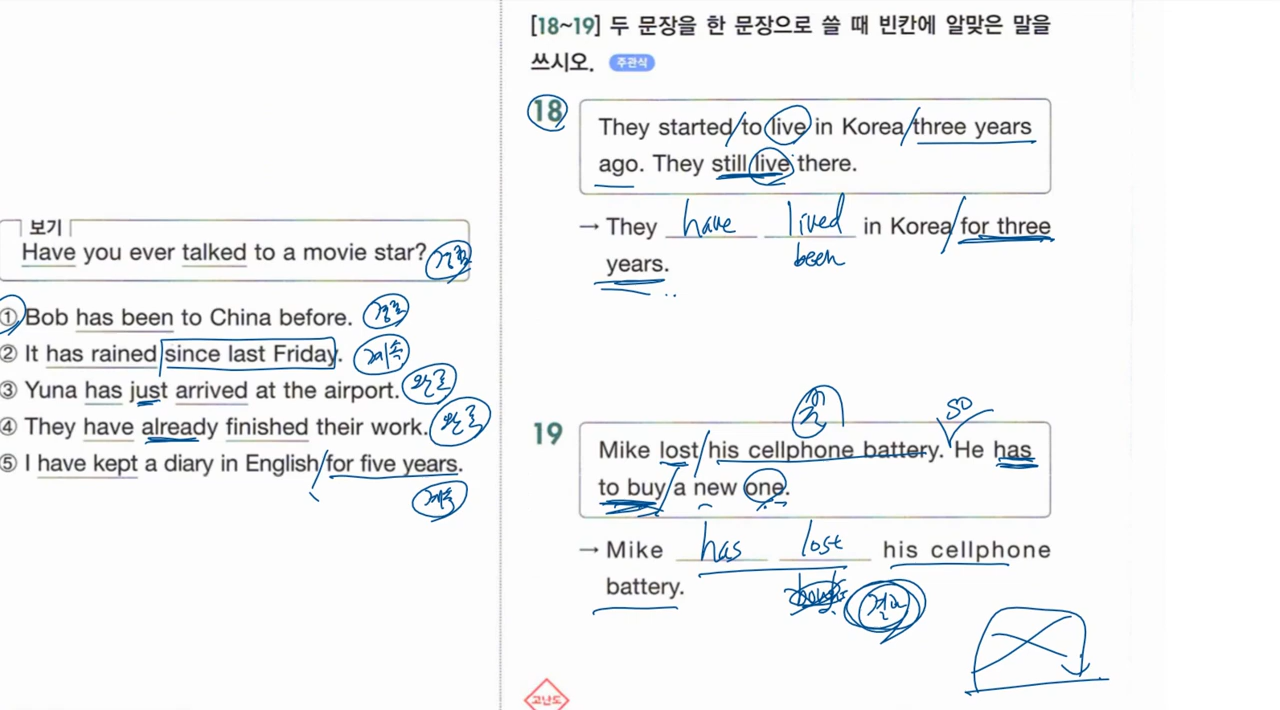 보기
Have you ever talked to a movie star?
경험
① Bob has been to China before. 경험
② It has rained since last Friday. 계속
③ Yuna has just arrived at the airport. 완료
④ They have already finished their work. 완료
⑤ I have kept a diary in English for five years.
계속
[18~19] 두 문장을 한 문장으로 쓸 때 빈칸에 알맞은 말을
쓰시오. 주관식
18
They started to live in Korea three years
ago. They still live there.
→ They have lived in Korea for three
been
years.
so
19
Mike lost his cellphone battery. He has
to buy a new one.
→ Mike has lost his cellphone
battery.
결과
고난도